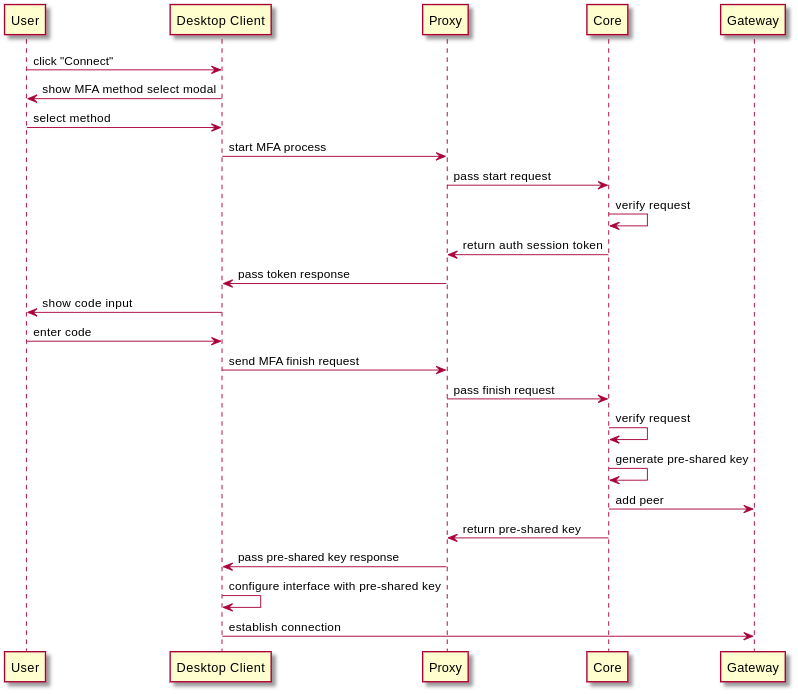 User
Desktop Client
Proxy
Core
Gateway
click "Connect"
show MFA method select modal
select method
start MFA process
pass start request
verify request
return auth session token
pass token response
show code input
enter code
send MFA finish request
pass finish request
verify request
generate pre-shared key
add peer
return pre-shared key
pass pre-shared key response
configure interface with pre-shared key
establish connection
User
Desktop Client
Proxy
Core
Gateway